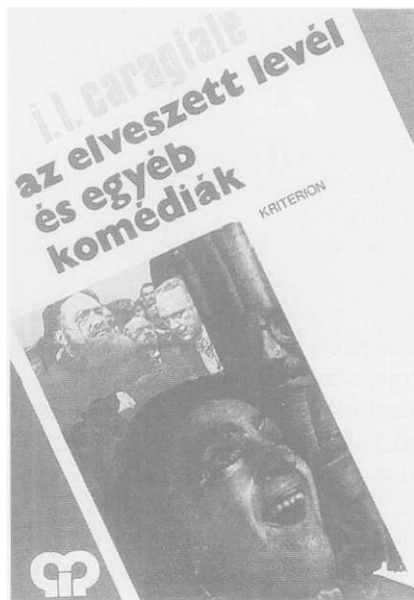 i.l.caragiale
az elveszett levél
és egyéb
komédiák
KRITERION